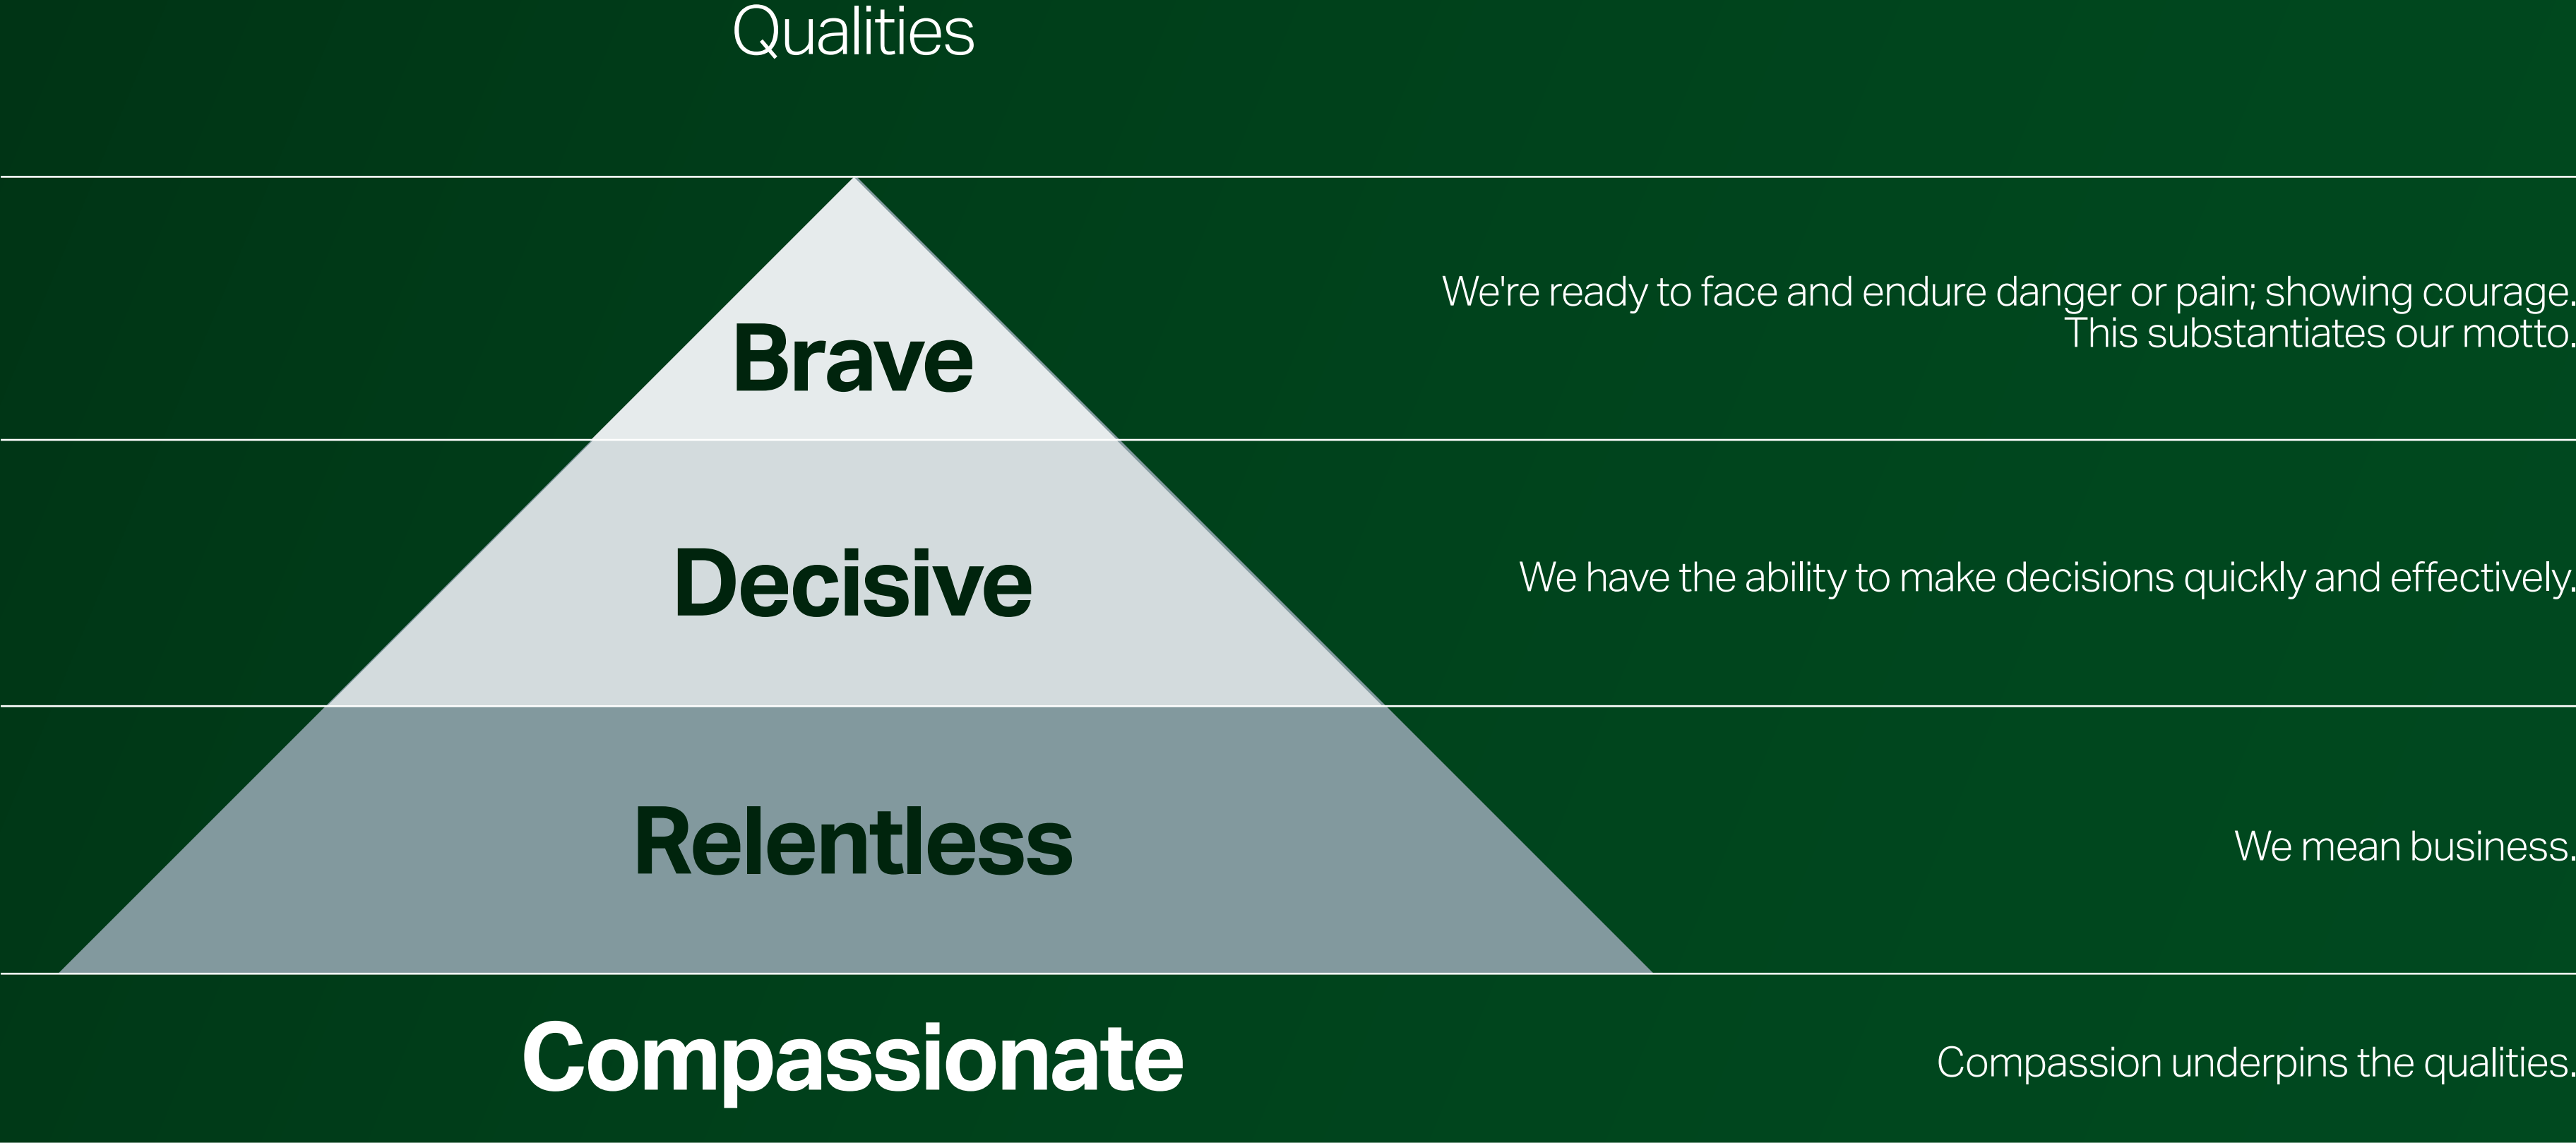 Qualities
Brave
We're ready to face and endure danger or pain; showing courage.
This substantiates our motto.
Decisive
We have the ability to make decisions quickly and effectively.
Relentless
We mean business.
Compassionate
Compassion underpins the qualities.